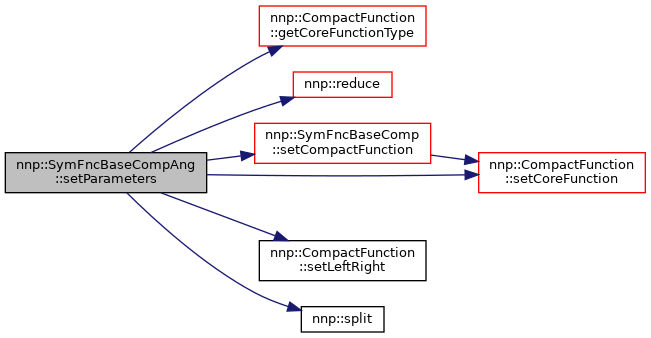 nnp::SymFncBaseCompAng
::setParameters
nnp::CompactFunction
::getCoreFunctionType
nnp::reduce
nnp::SymFncBaseComp
::setCompactFunction
nnp::CompactFunction
::setCoreFunction
nnp::CompactFunction
::setLeftRight
nnp::split